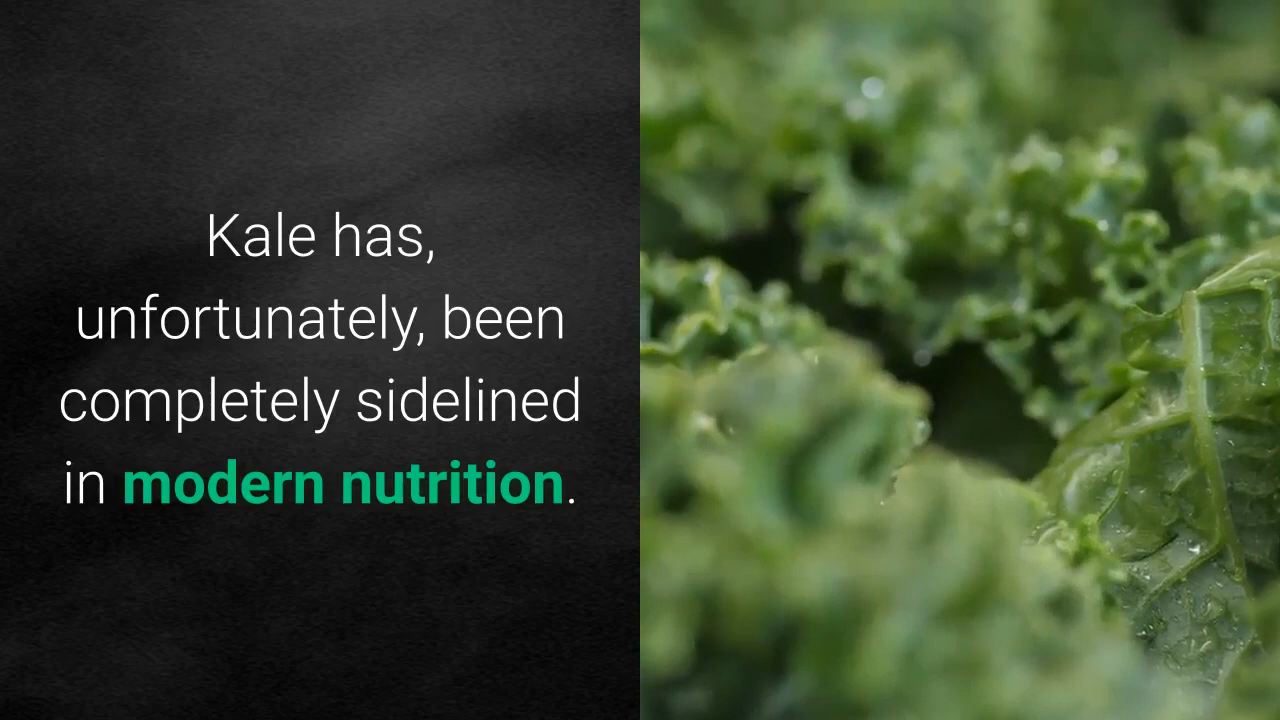 Kale has,
unfortunately, been
completely sidelined
in modern nutrition.